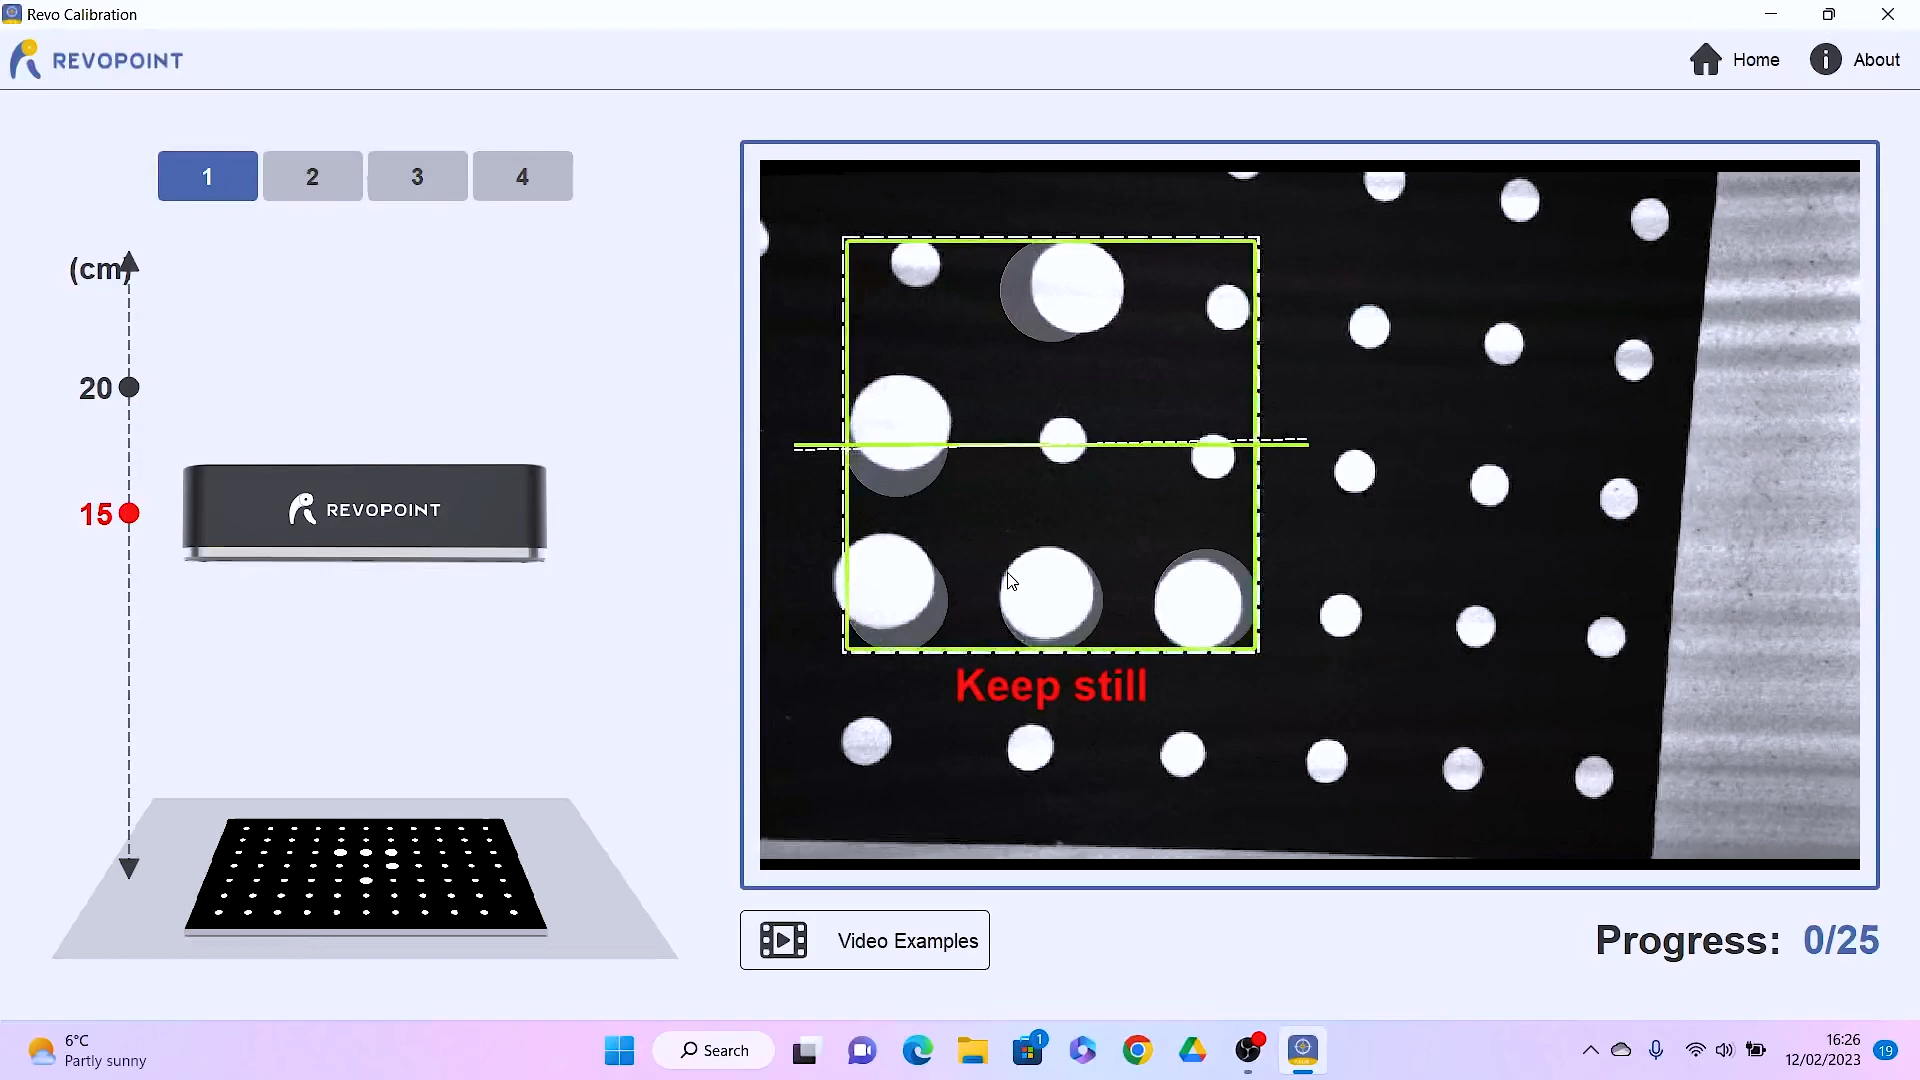 Revo Calibration
REVOPOINT
Home
About
1
2
3
4
(cm)
20
15
REVOPOINT
Keep still
Video Examples
Progress: 0/25
6°C
Partly sunny
Search
1
16:26
12/02/2023
19